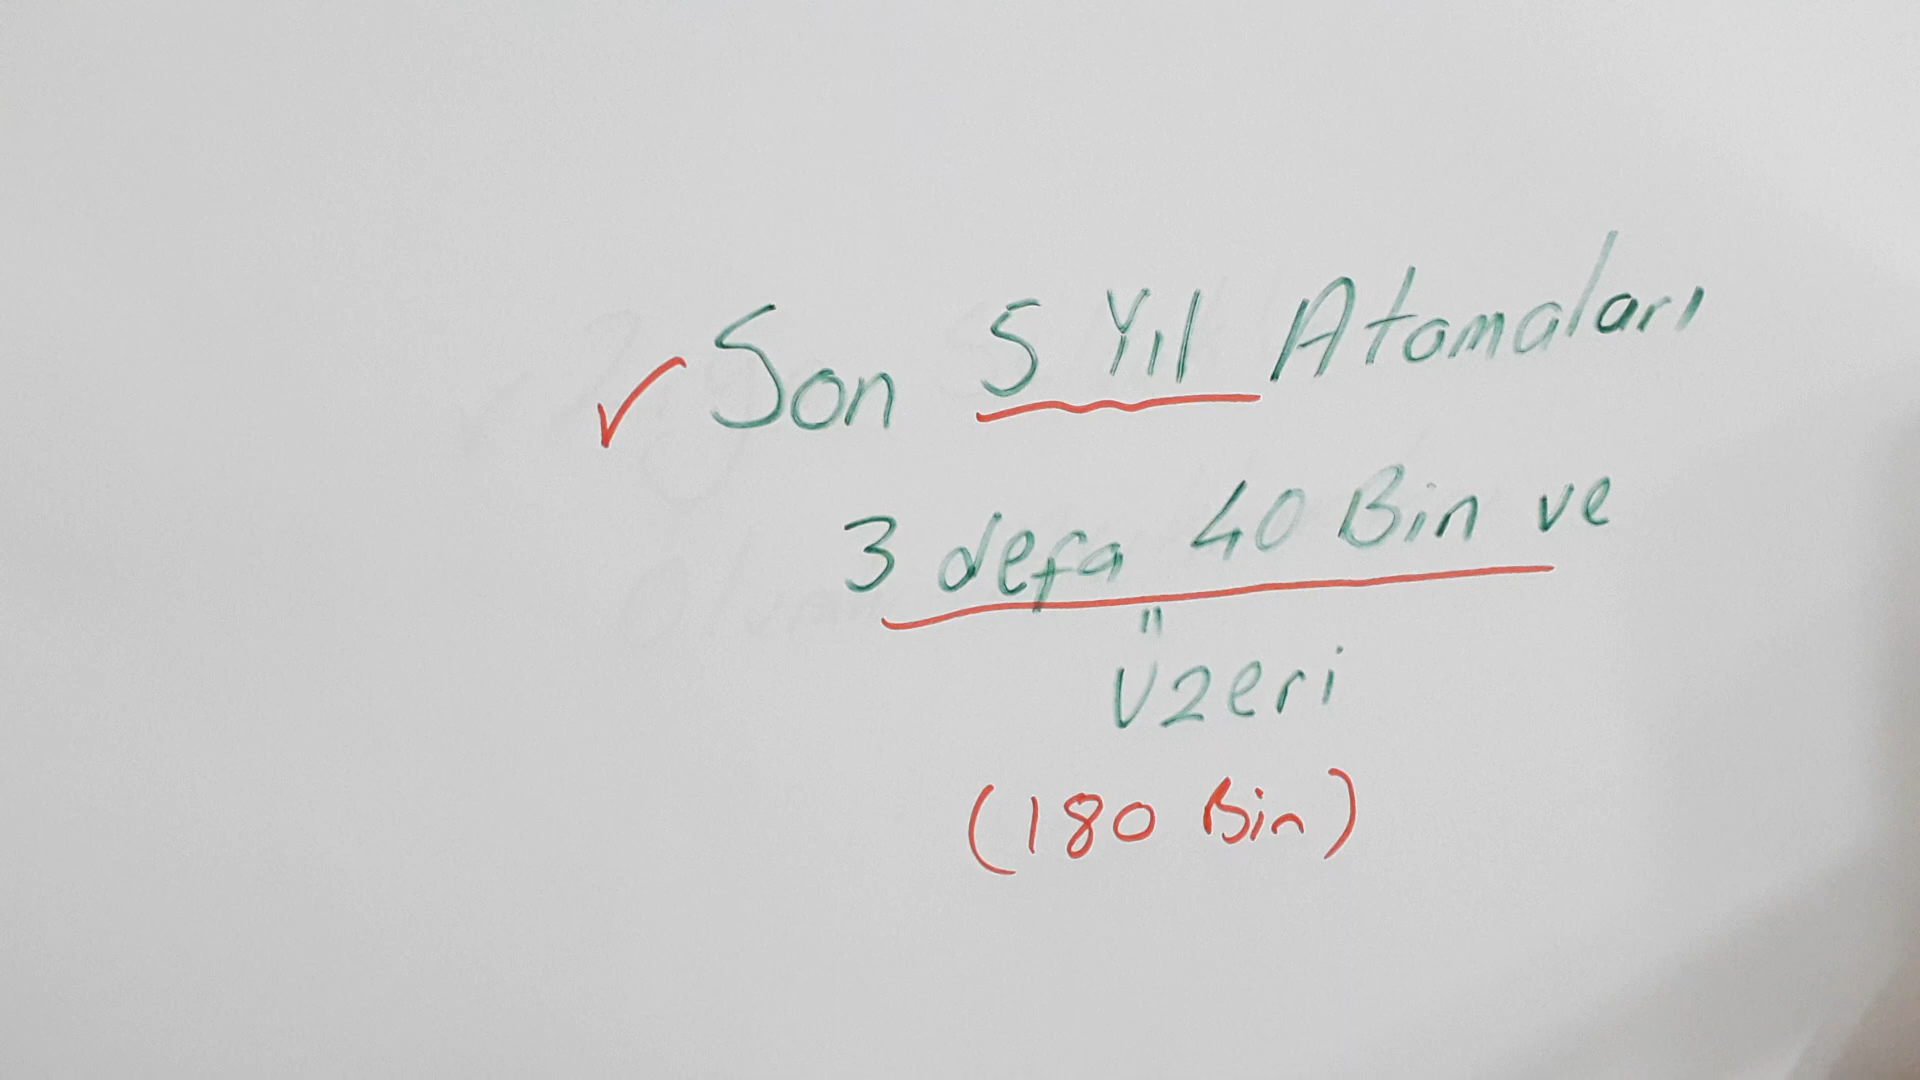 ✓ Son 5 Yıl Atamaları
3 defa 40 Bin ve
üzeri
(180 Bin)